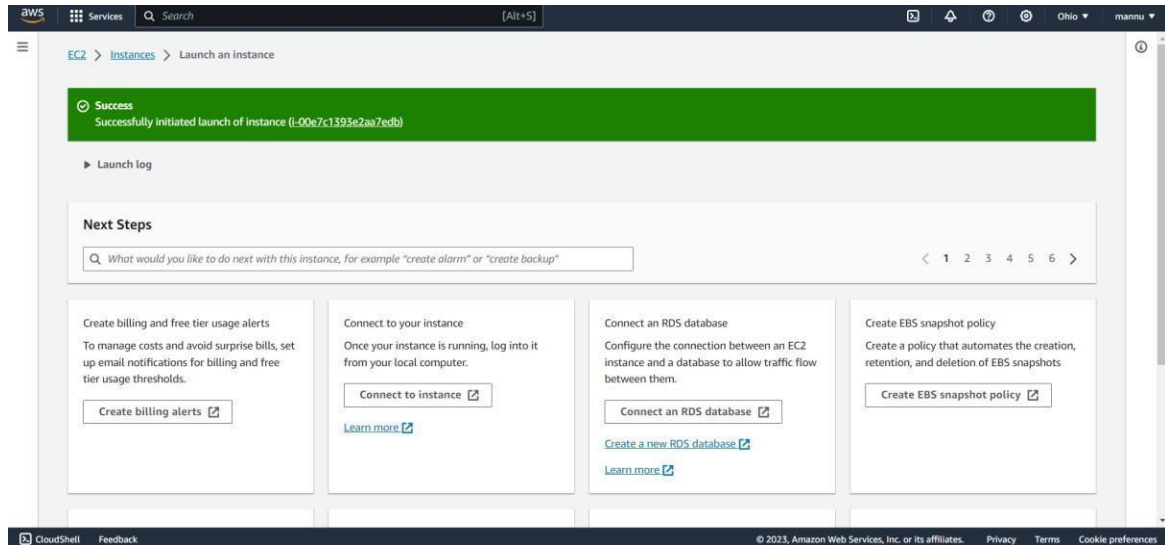 aws
Services
Search
[Alt+S]
Ohio
mannu
EC2 > Instances > Launch an instance
Success
Successfully initiated launch of instance (i-00e7c1393e2aa7edb)
Launch log
Next Steps
What would you like to do next with this instance, for example "create alarm" or "create backup"
< 1 2 3 4 5 6 >
Create billing and free tier usage alerts
To manage costs and avoid surprise bills, set
up email notifications for billing and free
tier usage thresholds.
Create billing alerts
Connect to your instance
Once your instance is running, log into it
from your local computer.
Connect to instance
Learn more
Connect an RDS database
Configure the connection between an EC2
instance and a database to allow traffic flow
between them.
Connect an RDS database
Create a new RDS database
Learn more
Create EBS snapshot policy
Create a policy that automates the creation,
retention, and deletion of EBS snapshots
Create EBS snapshot policy
CloudShell
Feedback
© 2023, Amazon Web Services, Inc. or its affiliates.
Privacy
Terms
Cookie preferences